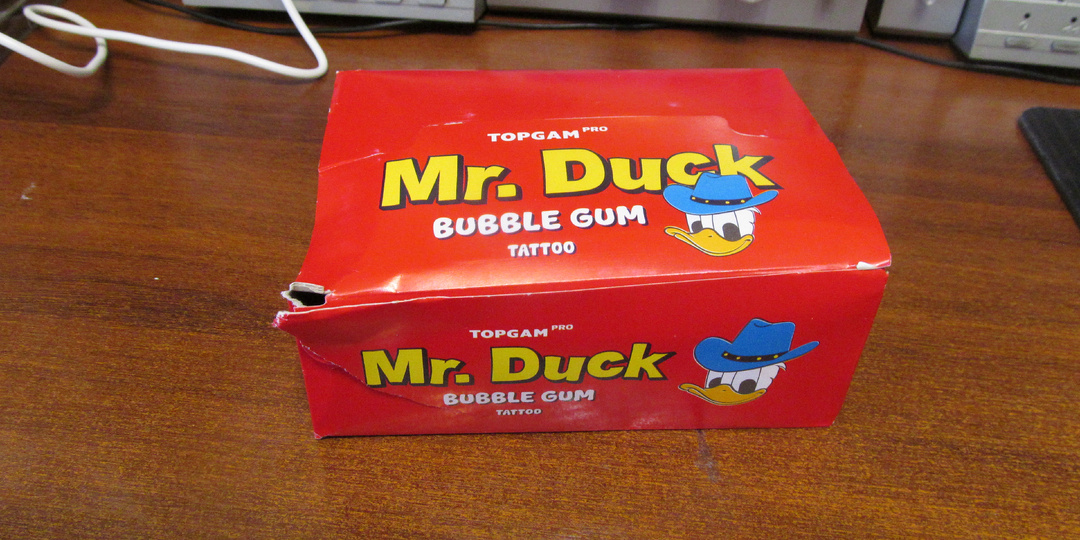 TOPGAM PRO
Mr. Duck
BUBBLE GUM
TATTOO
TOPGAM PRO
Mr. Duck
BUBBLE GUM
TATTOO